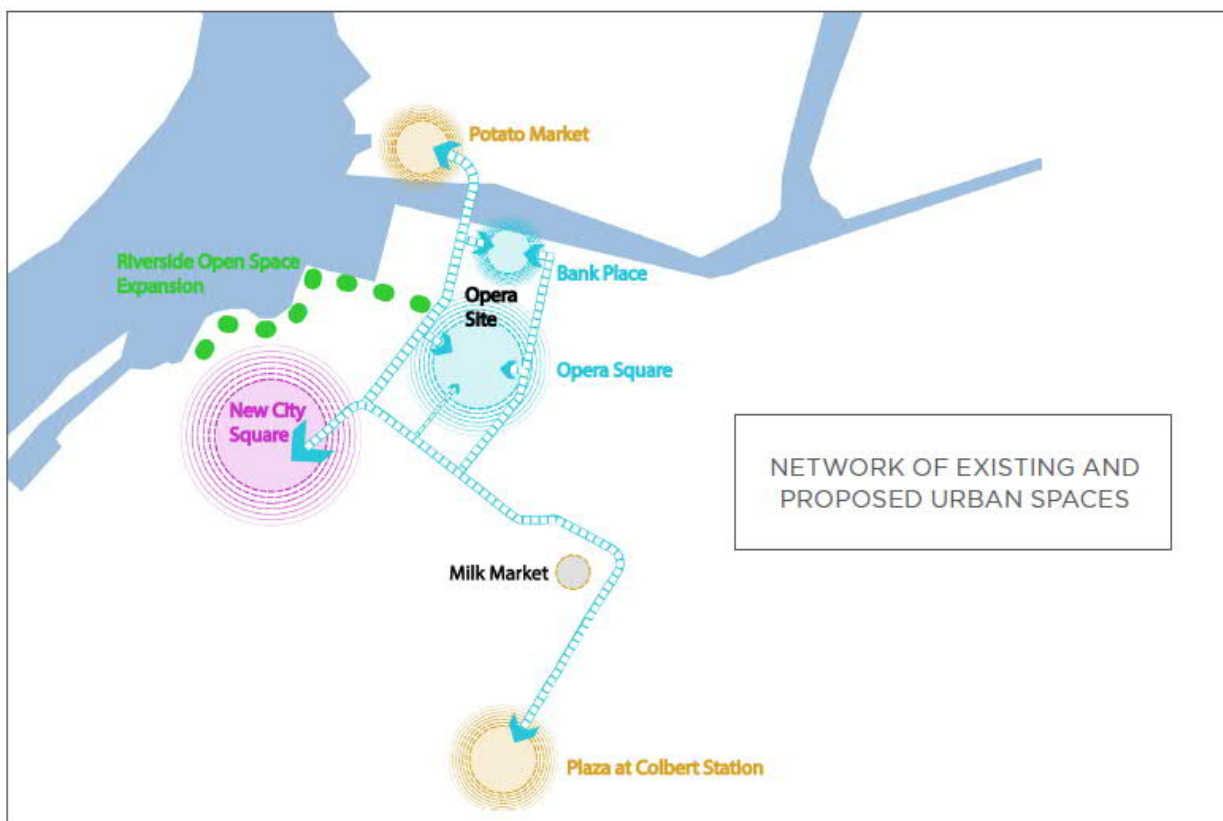 Potato Market
Riverside Open Space
Expansion
Bank Place
Opera
Site
Opera Square
New City
Square
NETWORK OF EXISTING AND
PROPOSED URBAN SPACES
Milk Market
Plaza at Colbert Station